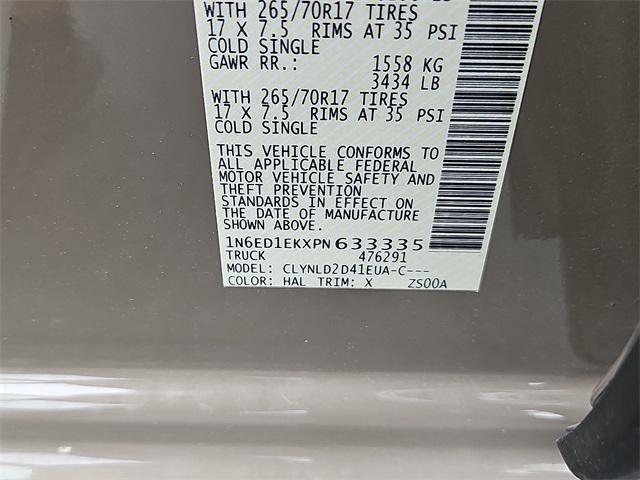 WITH 265/70R17 TIRES
17 X 7.5 RIMS AT 35 PSI
COLD SINGLE
GAWR RR.: 1558 KG
3434 LB
WITH 265/70R17 TIRES
17 X 7.5 RIMS AT 35 PSI
COLD SINGLE
THIS VEHICLE CONFORMS TO
ALL APPLICABLE FEDERAL
MOTOR VEHICLE SAFETY AND
THEFT PREVENTION
STANDARDS IN EFFECT ON
THE DATE OF MANUFACTURE
SHOWN ABOVE.
1N6ED1EKXPN633335
TRUCK 476291
MODEL: CLYNLD2D41EUA-C---
COLOR: HAL TRIM: X ZS00A